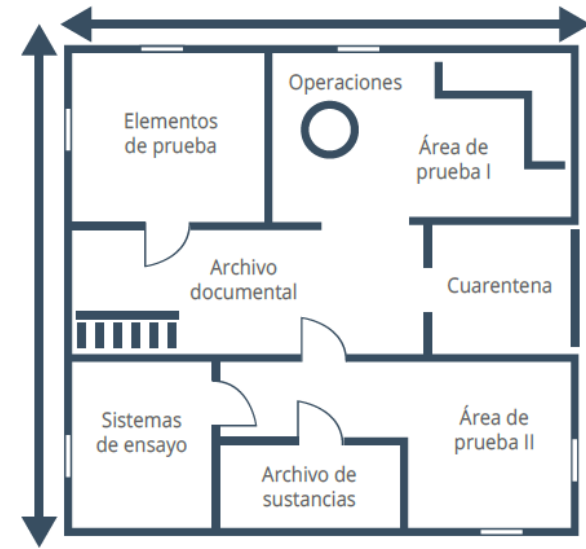 Elementos
de prueba
Operaciones
Área de
prueba I
Archivo
documental
Cuarentena
Sistemas
de ensayo
Archivo de
sustancias
Área de
prueba II